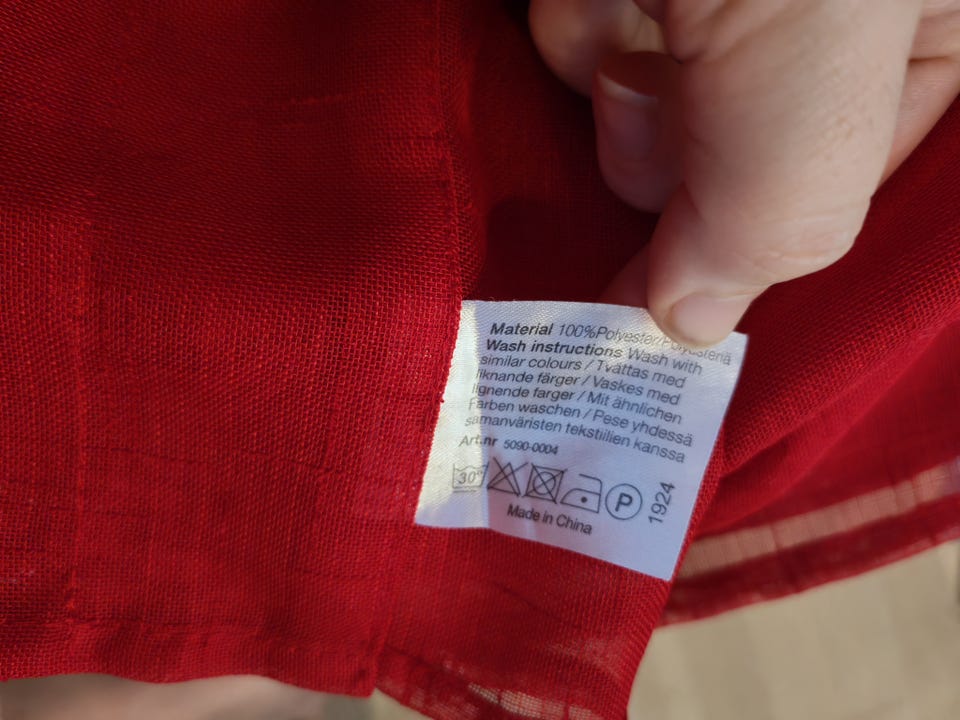 Material 100%Polyester/Polyesteriä
Wash instructions Wash with
similar colours / Tvättas med
liknande färger / Vaskes med
lignende farger / Mit ähnlichen
Farben waschen / Pese yhdessä
samanväristen tekstiilien kanssa
Art.nr 5090-0004
30° P 1924
Made in China